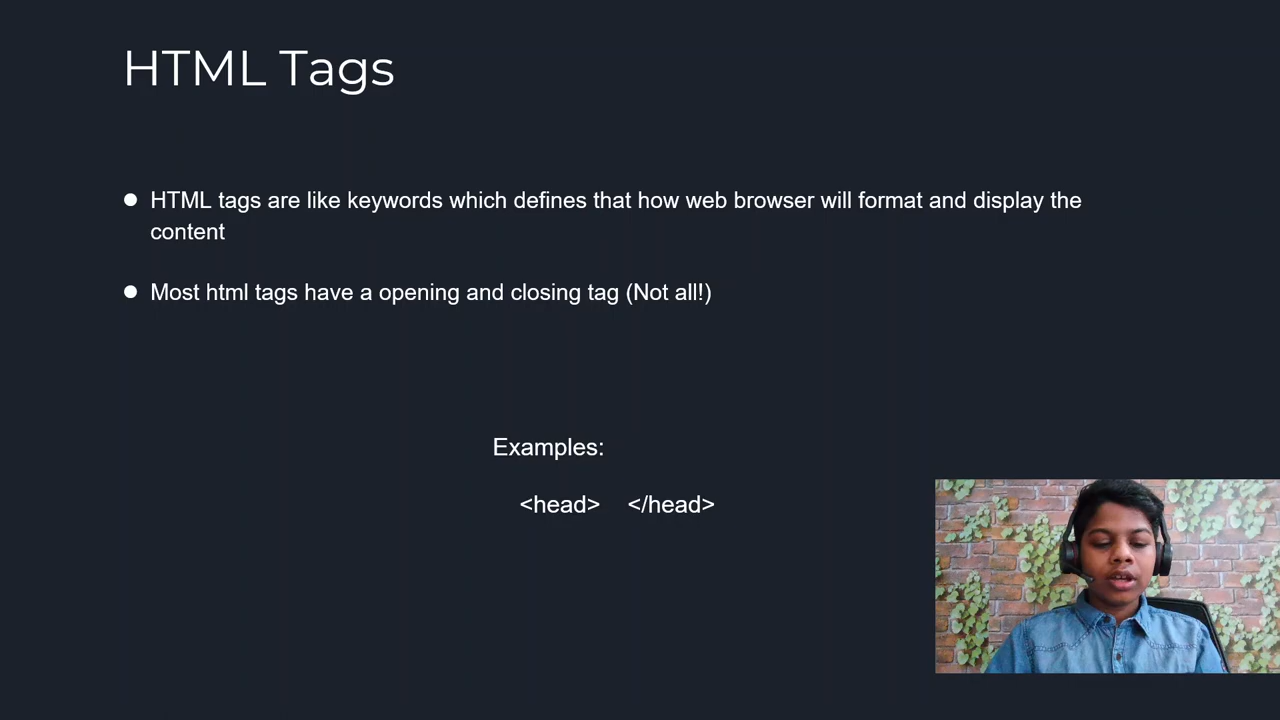 HTML Tags
HTML tags are like keywords which defines that how web browser will format and display the
content
Most html tags have a opening and closing tag (Not all!)
Examples:
<head> </head>